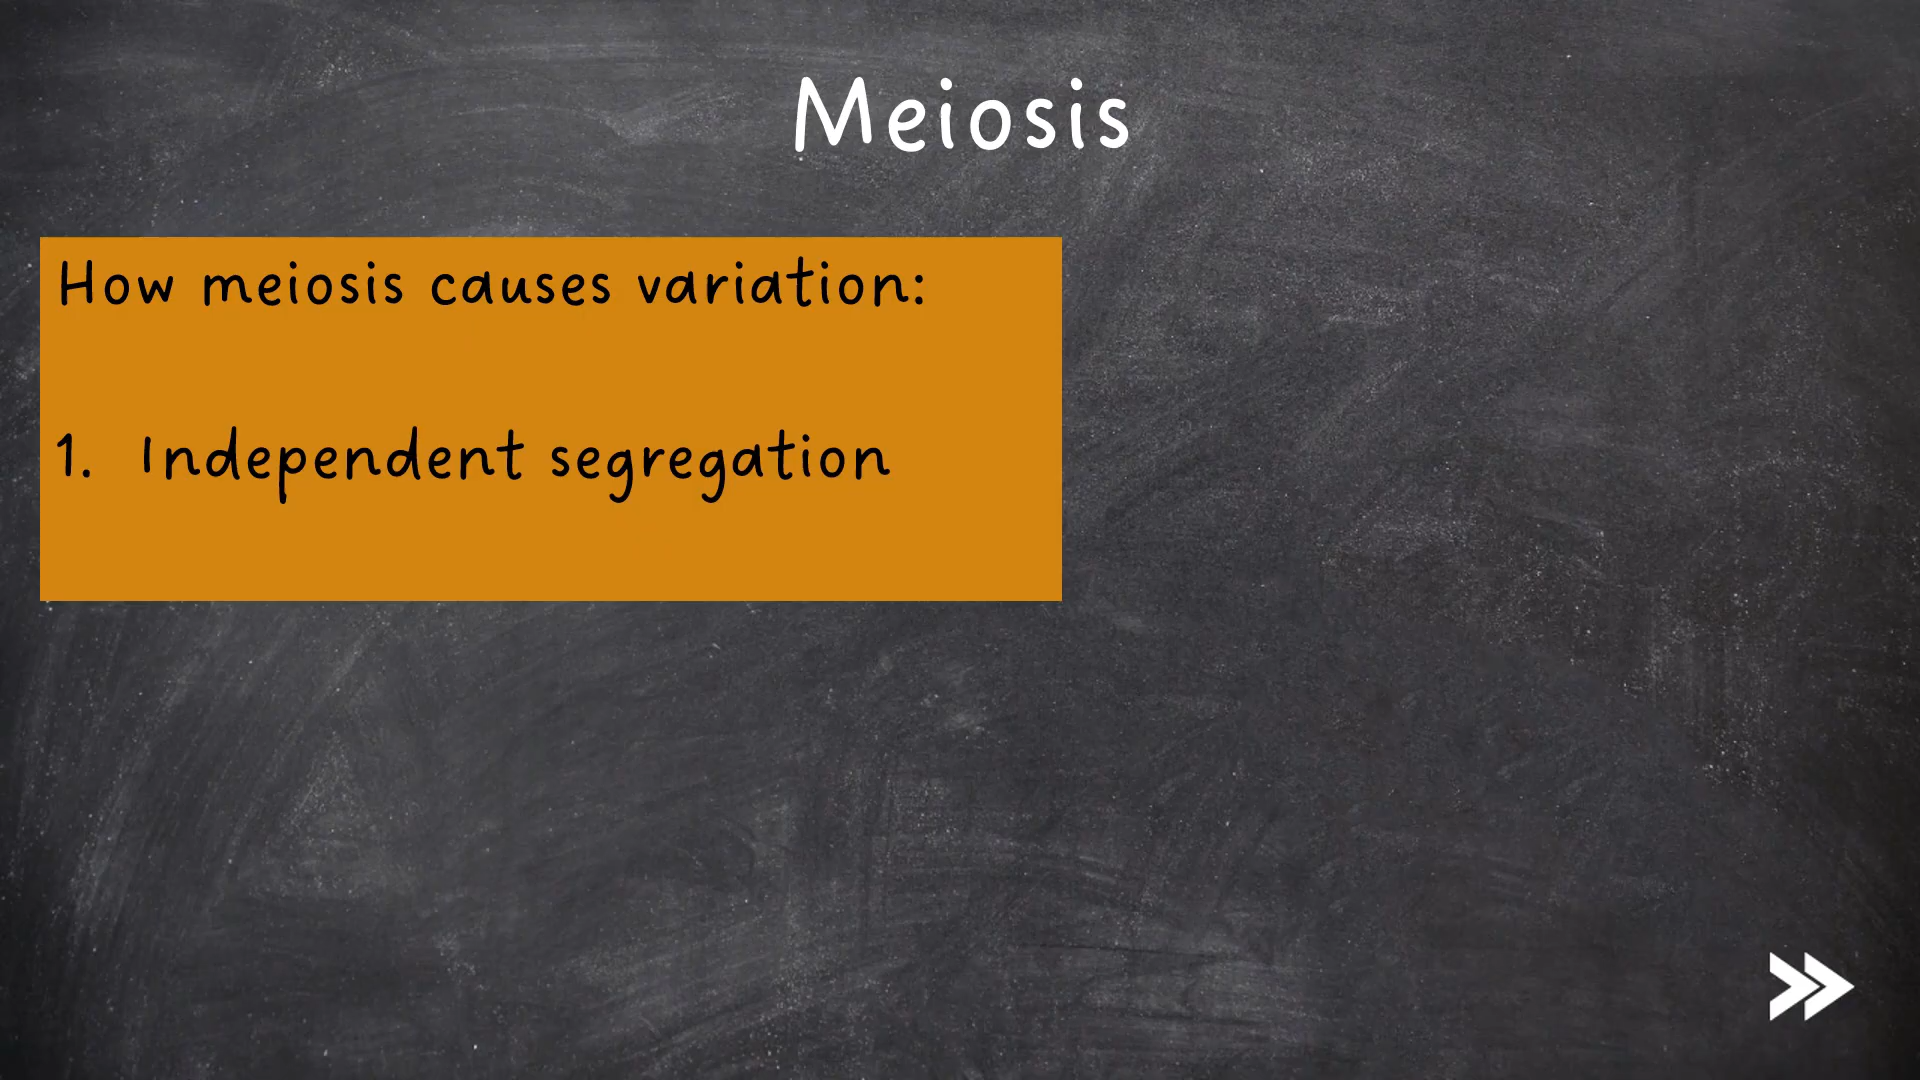 Meiosis
How meiosis causes variation:
1. Independent segregation